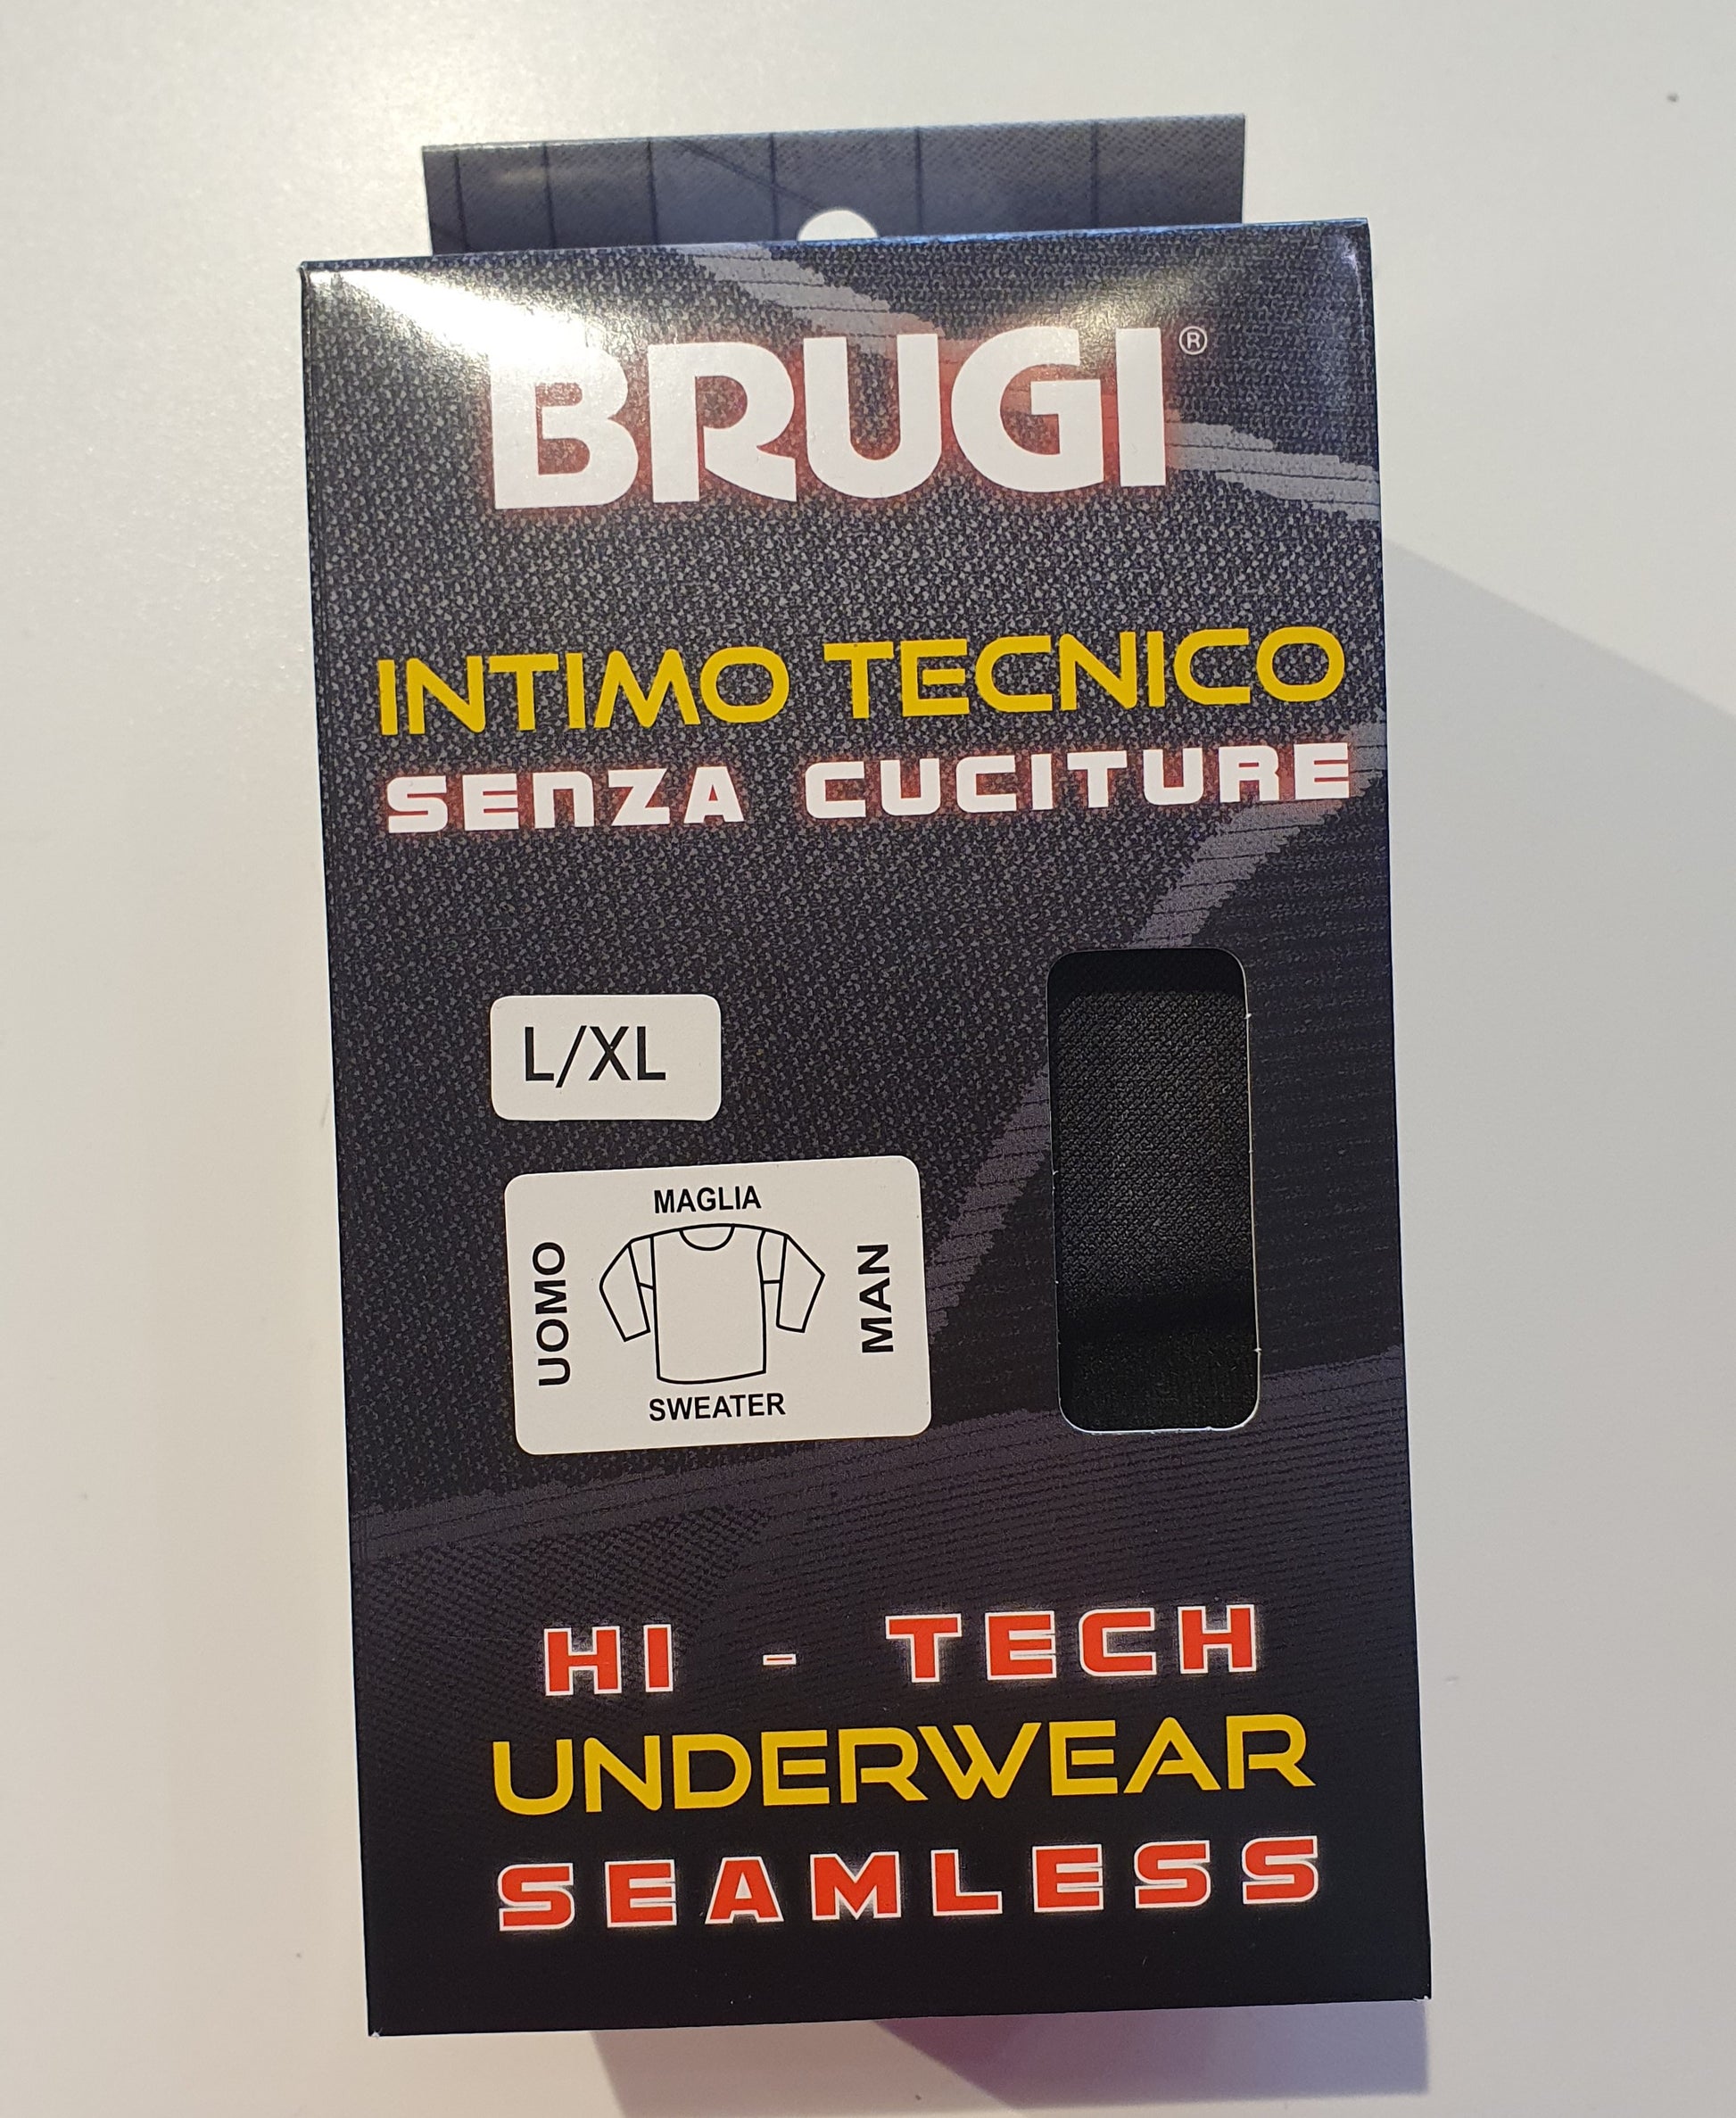 BRUGI®
INTIMO TECNICO
SENZA CUCITURE
L/XL
MAGLIA
UOMO
MAN
SWEATER
HI - TECH
UNDERWEAR
SEAMLESS